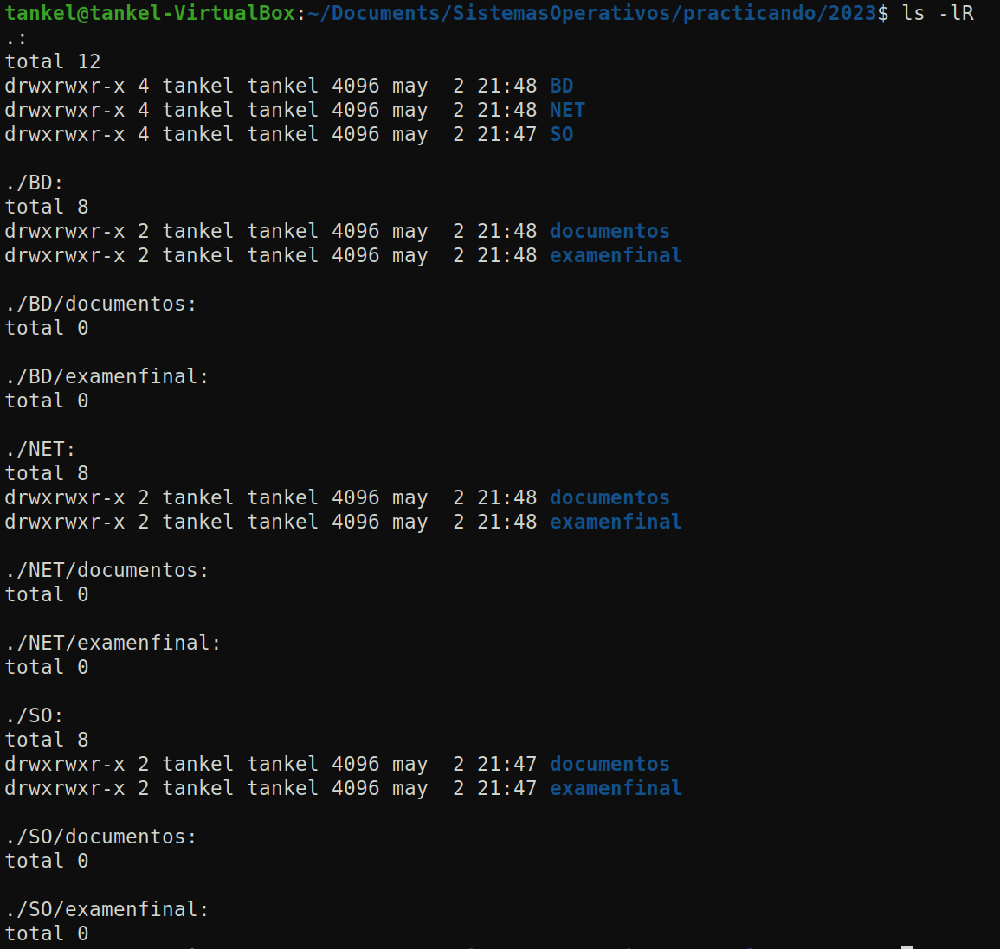 tankel@tankel-VirtualBox:~/Documents/SistemasOperativos/practicando/2023$ ls -lR
.:
total 12
drwxrwxr-x 4 tankel tankel 4096 may  2 21:48 BD
drwxrwxr-x 4 tankel tankel 4096 may  2 21:48 NET
drwxrwxr-x 4 tankel tankel 4096 may  2 21:47 SO

./BD:
total 8
drwxrwxr-x 2 tankel tankel 4096 may  2 21:48 documentos
drwxrwxr-x 2 tankel tankel 4096 may  2 21:48 examenfinal

./BD/documentos:
total 0

./BD/examenfinal:
total 0

./NET:
total 8
drwxrwxr-x 2 tankel tankel 4096 may  2 21:48 documentos
drwxrwxr-x 2 tankel tankel 4096 may  2 21:48 examenfinal

./NET/documentos:
total 0

./NET/examenfinal:
total 0

./SO:
total 8
drwxrwxr-x 2 tankel tankel 4096 may  2 21:47 documentos
drwxrwxr-x 2 tankel tankel 4096 may  2 21:47 examenfinal

./SO/documentos:
total 0

./SO/examenfinal:
total 0